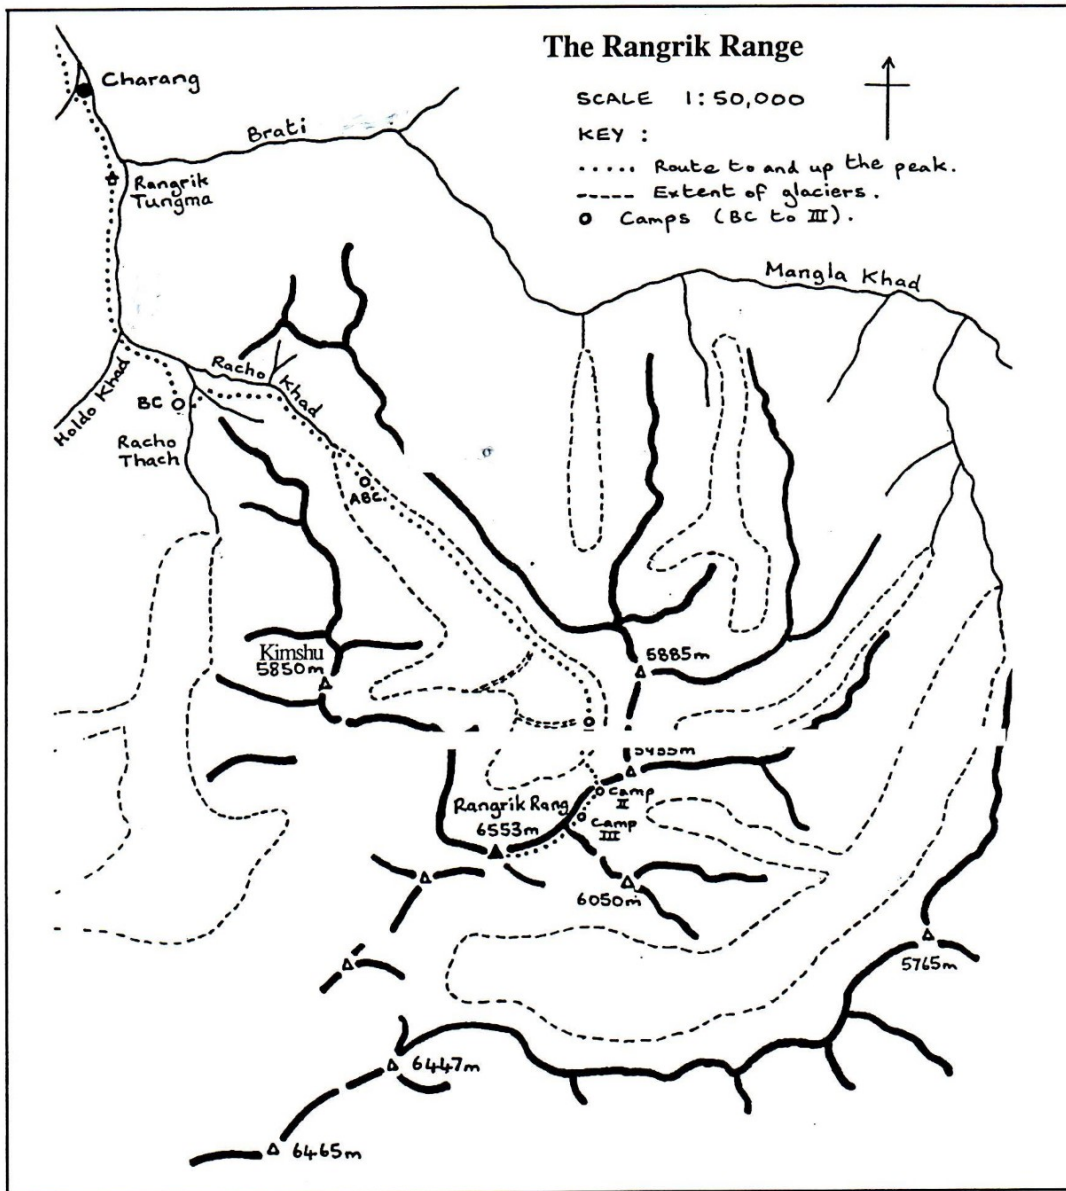 The Rangrik Range
SCALE 1:50,000
KEY :
..... Route to and up the peak.
----- Extent of glaciers.
Camps (BC to III).
Charang
Brati
Rangrik
Tungma
Mangla Khad
Racho
Khad
Holdo Khad
BC
Racho
Thach
ABC.
Kimshu
5850m
5885m
Rangrik Rang
6553m
Camp
II
Camp
III
6050m
5765m
6447m
6465m